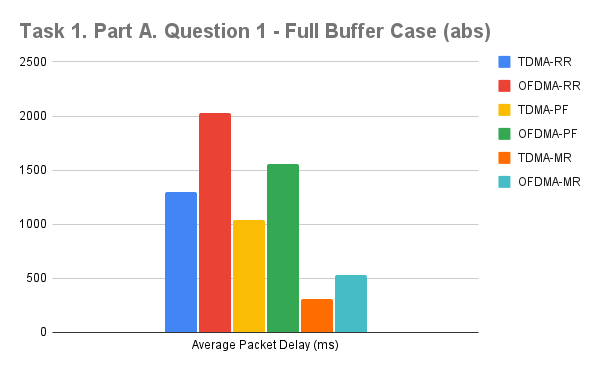 Task 1. Part A. Question 1 - Full Buffer Case (abs)
2500
2000
1500
1000
500
0
Average Packet Delay (ms)
TDMA-RR
OFDMA-RR
TDMA-PF
OFDMA-PF
TDMA-MR
OFDMA-MR